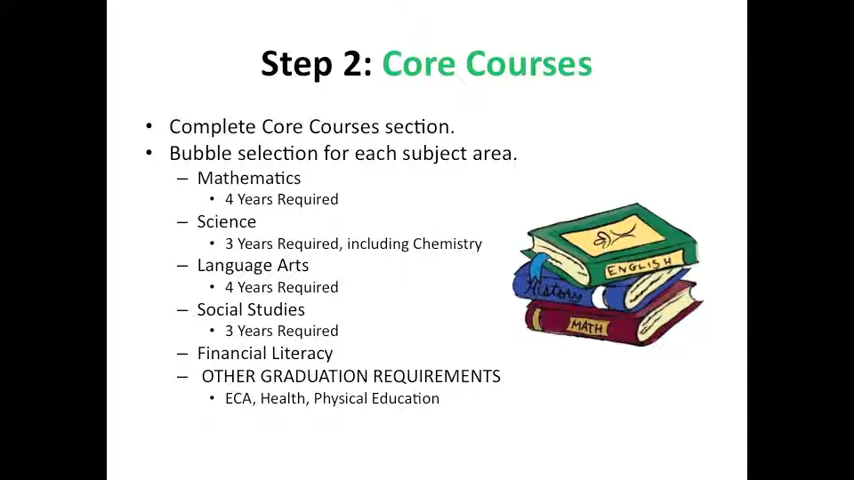 Step 2: Core Courses
• Complete Core Courses section.
• Bubble selection for each subject area.
– Mathematics
• 4 Years Required
– Science
• 3 Years Required, including Chemistry
– Language Arts
• 4 Years Required
– Social Studies
• 3 Years Required
– Financial Literacy
– OTHER GRADUATION REQUIREMENTS
• ECA, Health, Physical Education
ENGLISH
History
MATH